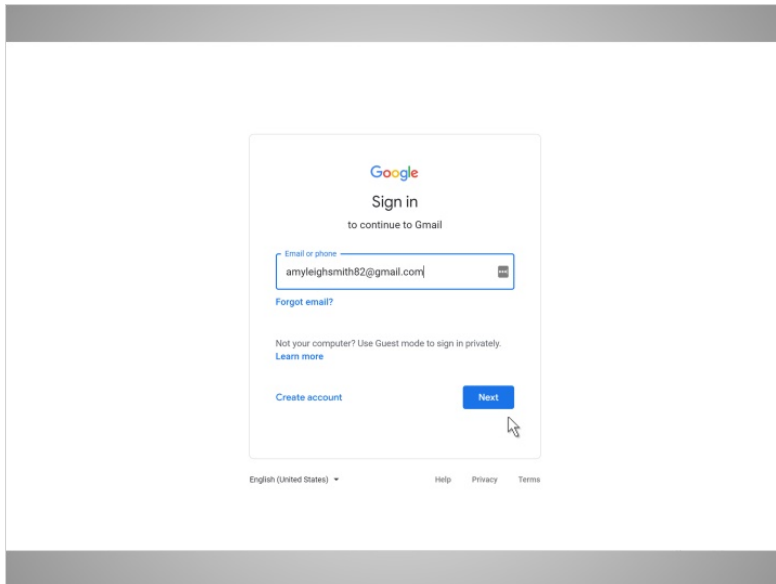 Google
Sign in
to continue to Gmail
Email or phone
amyleighsmith82@gmail.com
Forgot email?
Not your computer? Use Guest mode to sign in privately.
Learn more
Create account
Next
English (United States)
Help Privacy Terms